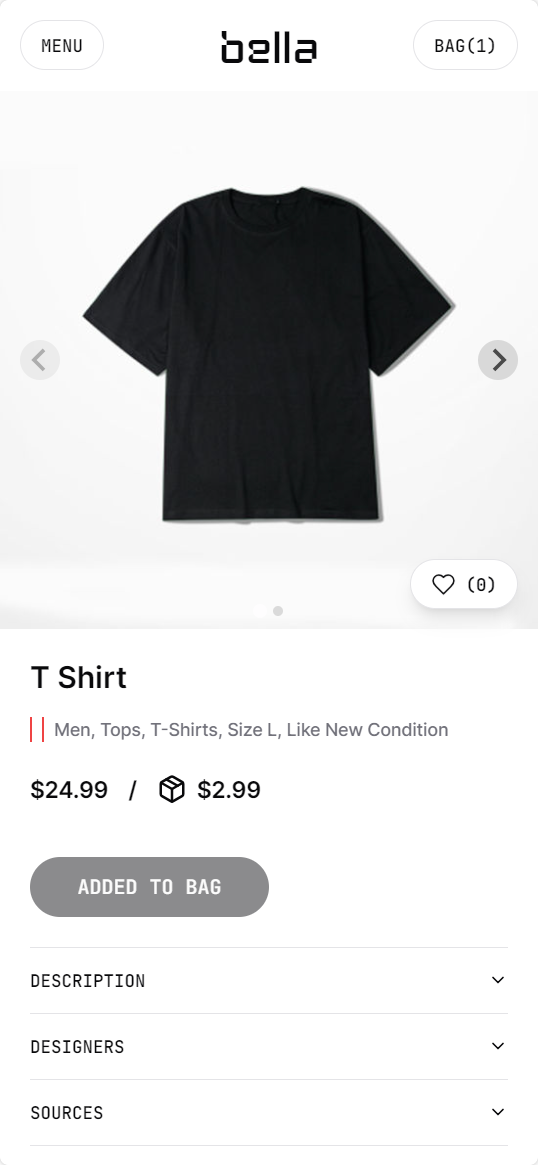 MENU
bella
BAG(1)
(0)
T Shirt
Men, Tops, T-Shirts, Size L, Like New Condition
$24.99 / $2.99
ADDED TO BAG
DESCRIPTION
DESIGNERS
SOURCES